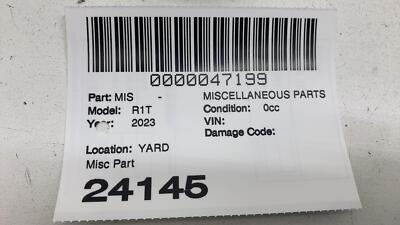 0000047199
Part: MIS - MISCELLANEOUS PARTS
Model: R1T Condition: 0cc
Year: 2023 VIN:
Damage Code:
Location: YARD
Misc Part
24145